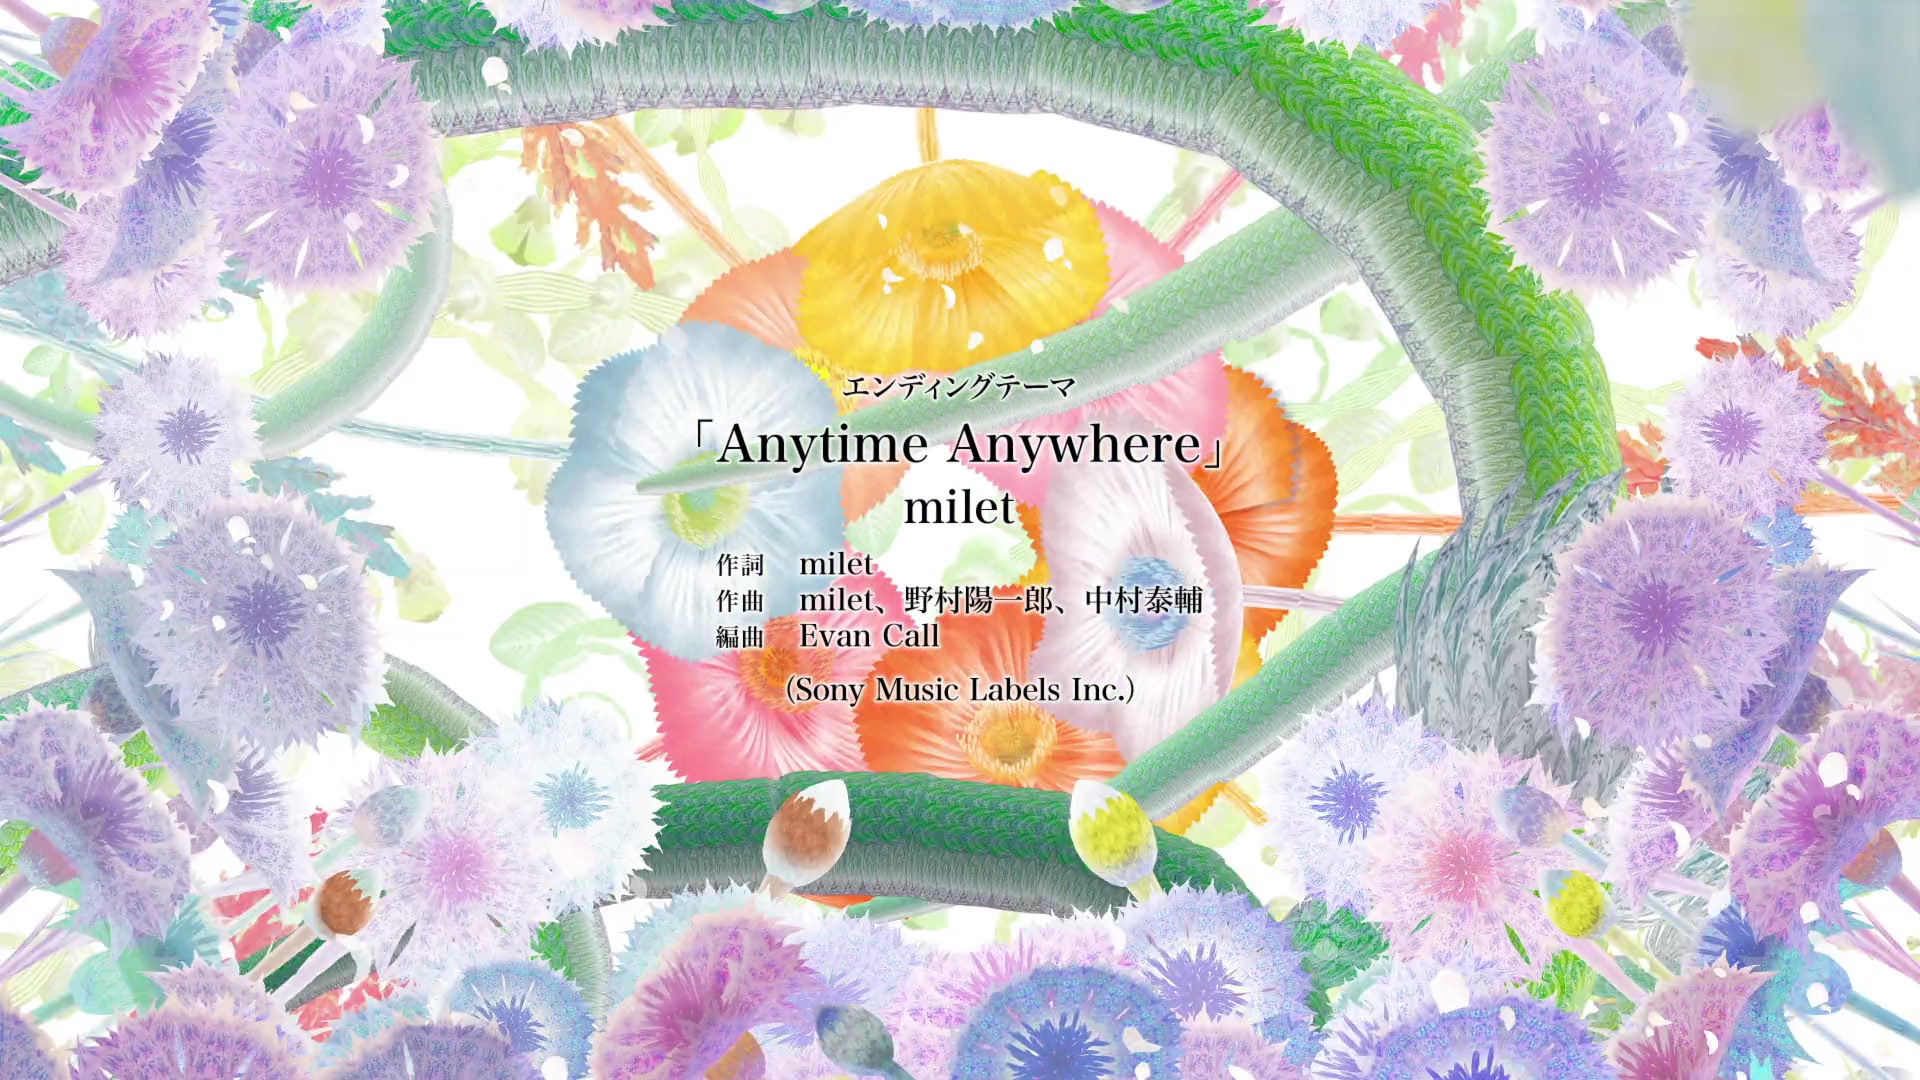 エンディングテーマ
「Anytime Anywhere」
milet
作詞 milet
作曲 milet、野村陽一郎、中村泰輔
編曲 Evan Call
(Sony Music Labels Inc.)